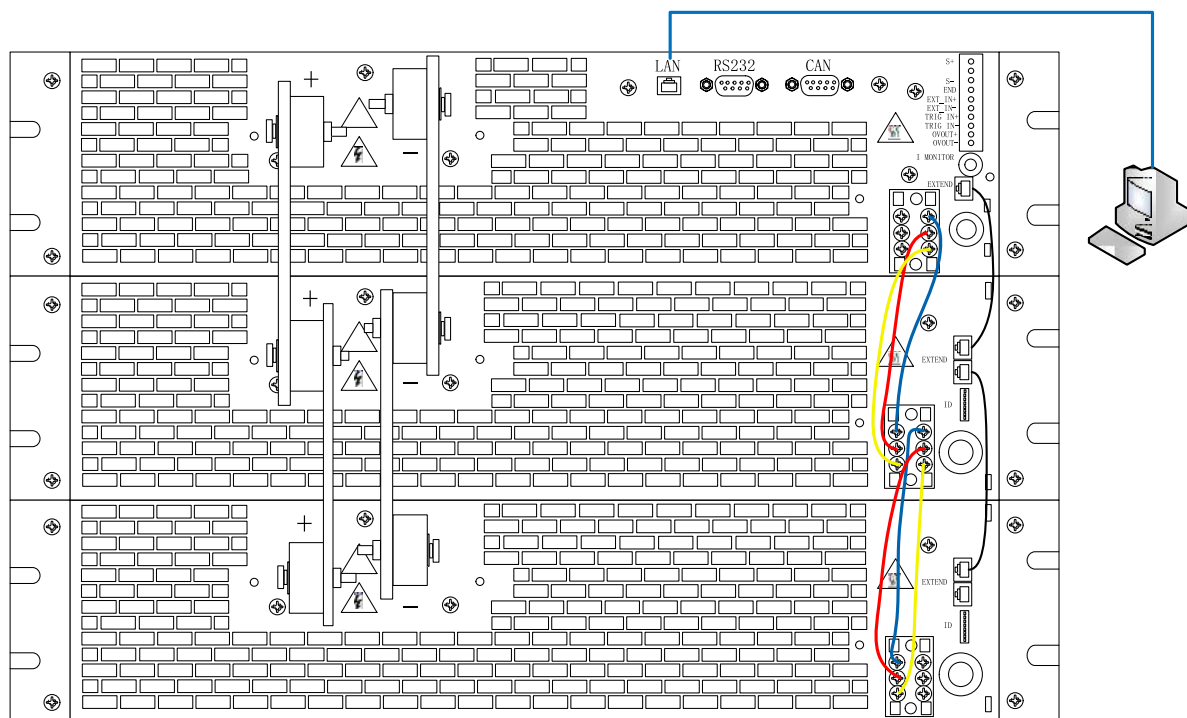 LAN RS232 CAN
S+
S-
END
EXT_IN+
EXT_IN-
TRIG IN+
TRIG IN-
OVOUT+
OVOUT-
I MONITOR
EXTEND
+
-
+
-
EXTEND
ID
+
-
EXTEND
ID